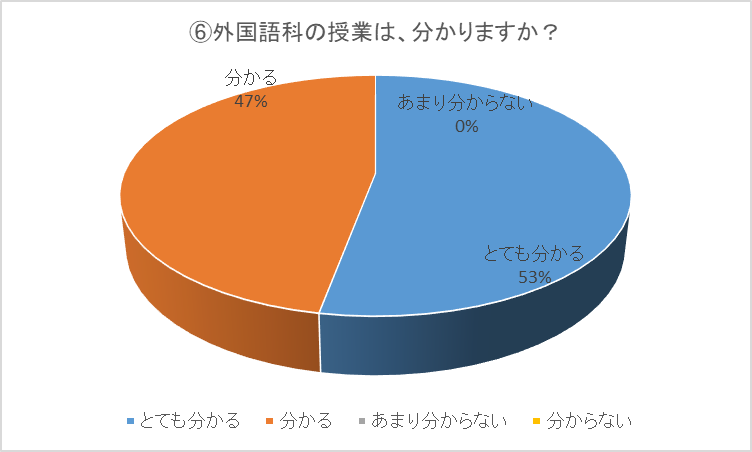 ⑥外国語科の授業は、分かりますか？
分かる
47%
あまり分からない
0%
とても分かる
53%
とても分かる 分かる あまり分からない 分からない